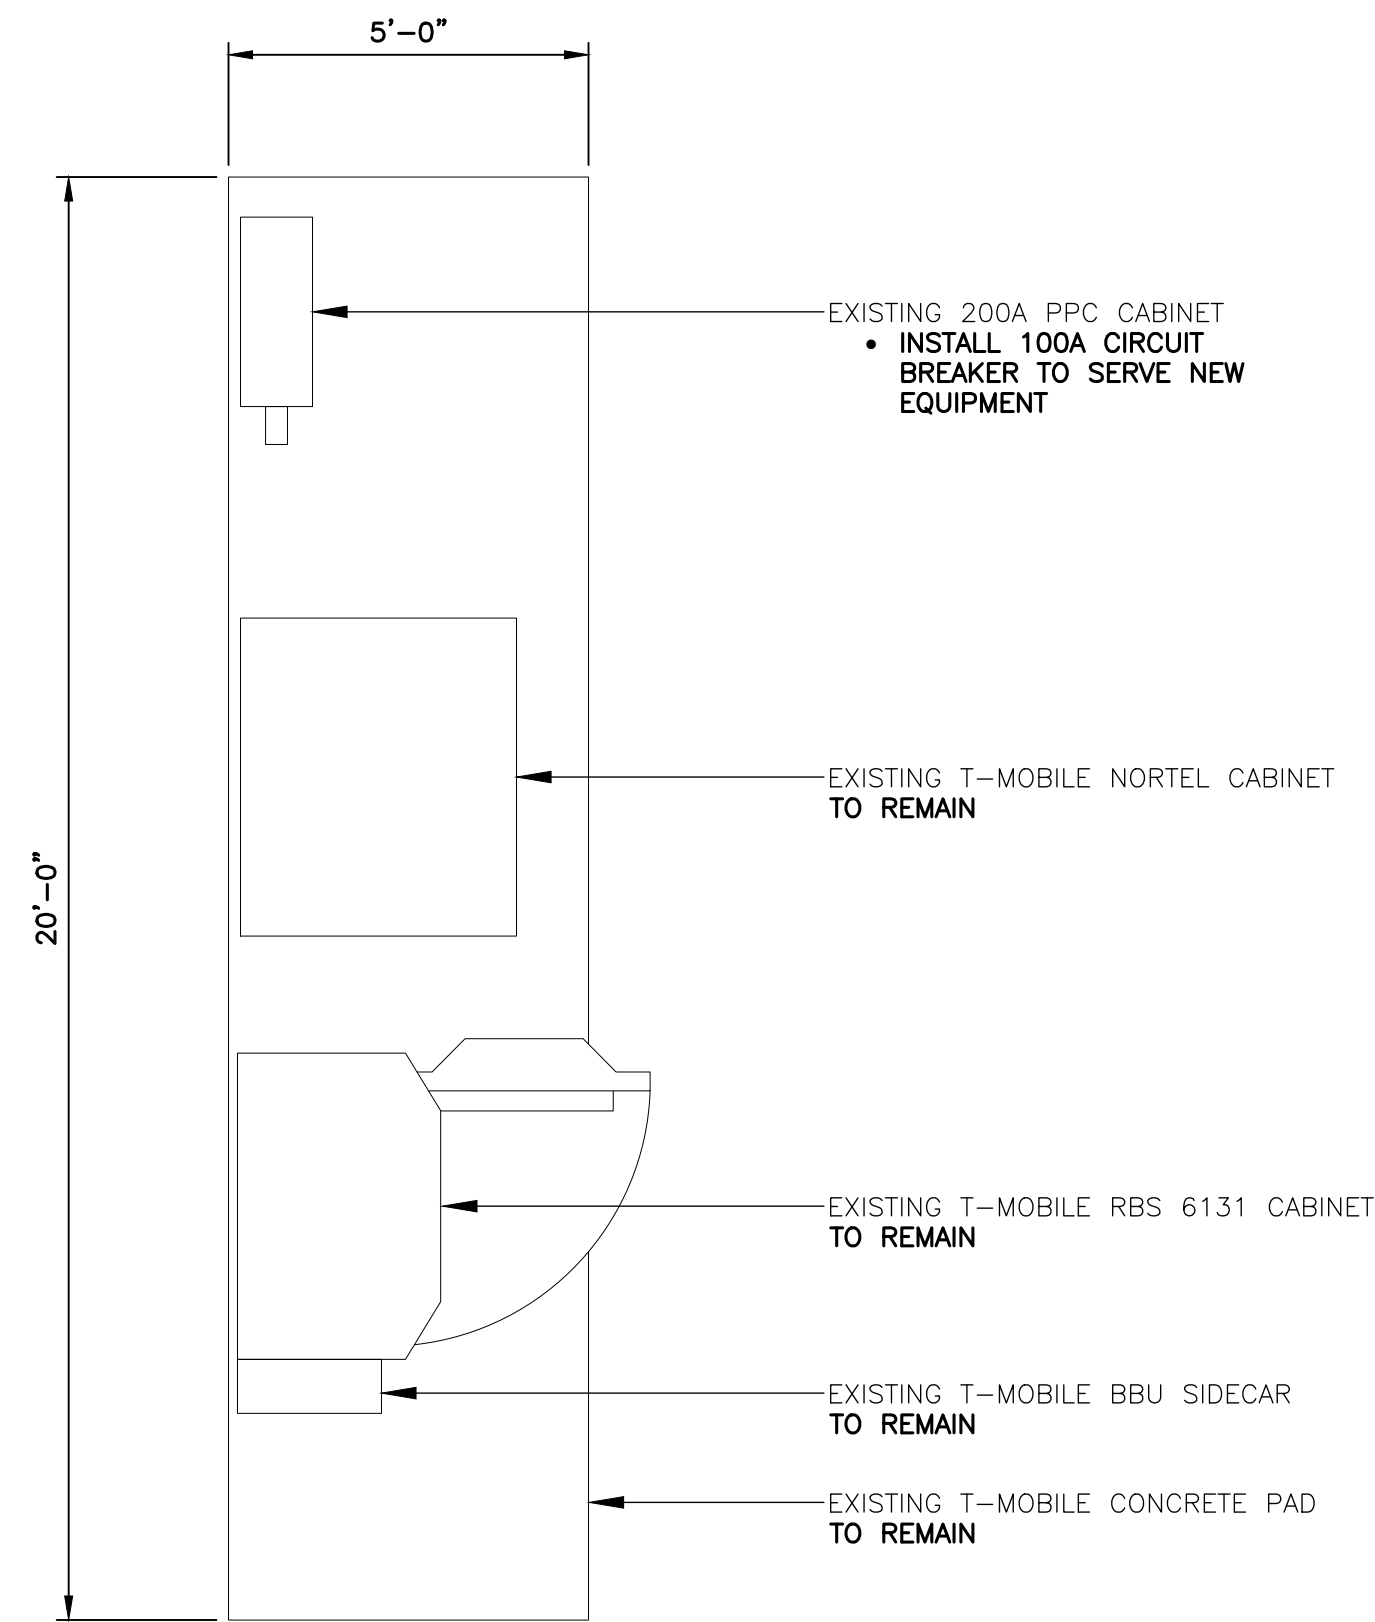 5'-0"
EXISTING 200A PPC CABINET
• INSTALL 100A CIRCUIT
BREAKER TO SERVE NEW
EQUIPMENT
EXISTING T-MOBILE NORTEL CABINET
TO REMAIN
20'-0"
EXISTING T-MOBILE RBS 6131 CABINET
TO REMAIN
EXISTING T-MOBILE BBU SIDECAR
TO REMAIN
EXISTING T-MOBILE CONCRETE PAD
TO REMAIN